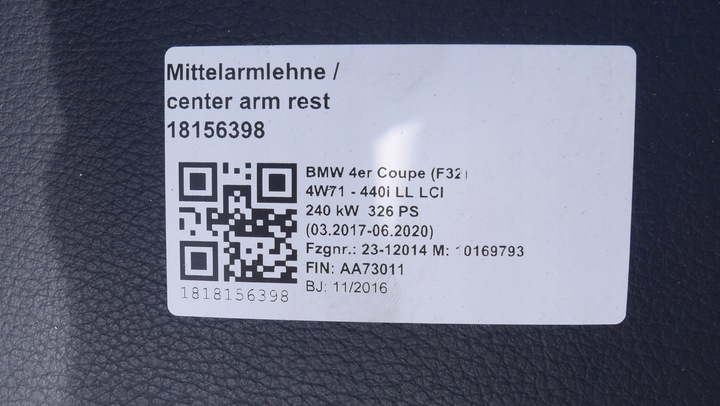 Mittelarmlehne /
center arm rest
18156398
BMW 4er Coupe (F32)
4W71 - 440i LL LCI
240 kW 326 PS
(03.2017-06.2020)
Fzgnr.: 23-12014 M: 10169793
FIN: AA73011
BJ: 11/2016
1818156398